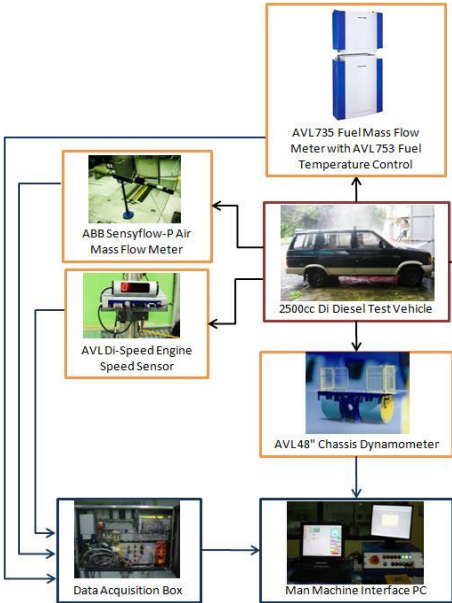 AVL735 Fuel Mass Flow
Meter with AVL753 Fuel
Temperature Control
ABB Sensyflow-P Air
Mass Flow Meter
2500cc Di Diesel Test Vehicle
AVL Di-Speed Engine
Speed Sensor
AVL48" Chassis Dynamometer
Data Acquisition Box
Man Machine Interface PC